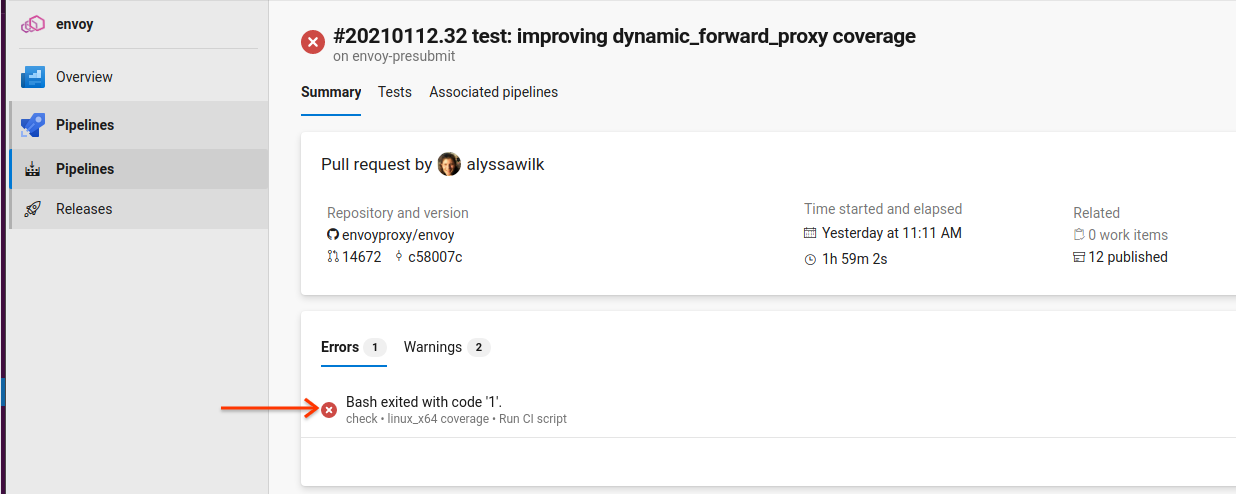 envoy
Overview
Pipelines
Pipelines
Releases
#20210112.32 test: improving dynamic_forward_proxy coverage
on envoy-presubmit
Summary Tests Associated pipelines
Pull request by alyssawilk
Repository and version
envoyproxy/envoy
14672 c58007c
Time started and elapsed
Yesterday at 11:11 AM
1h 59m 2s
Related
0 work items
12 published
Errors 1 Warnings 2
Bash exited with code '1'.
check • linux_x64 coverage • Run CI script